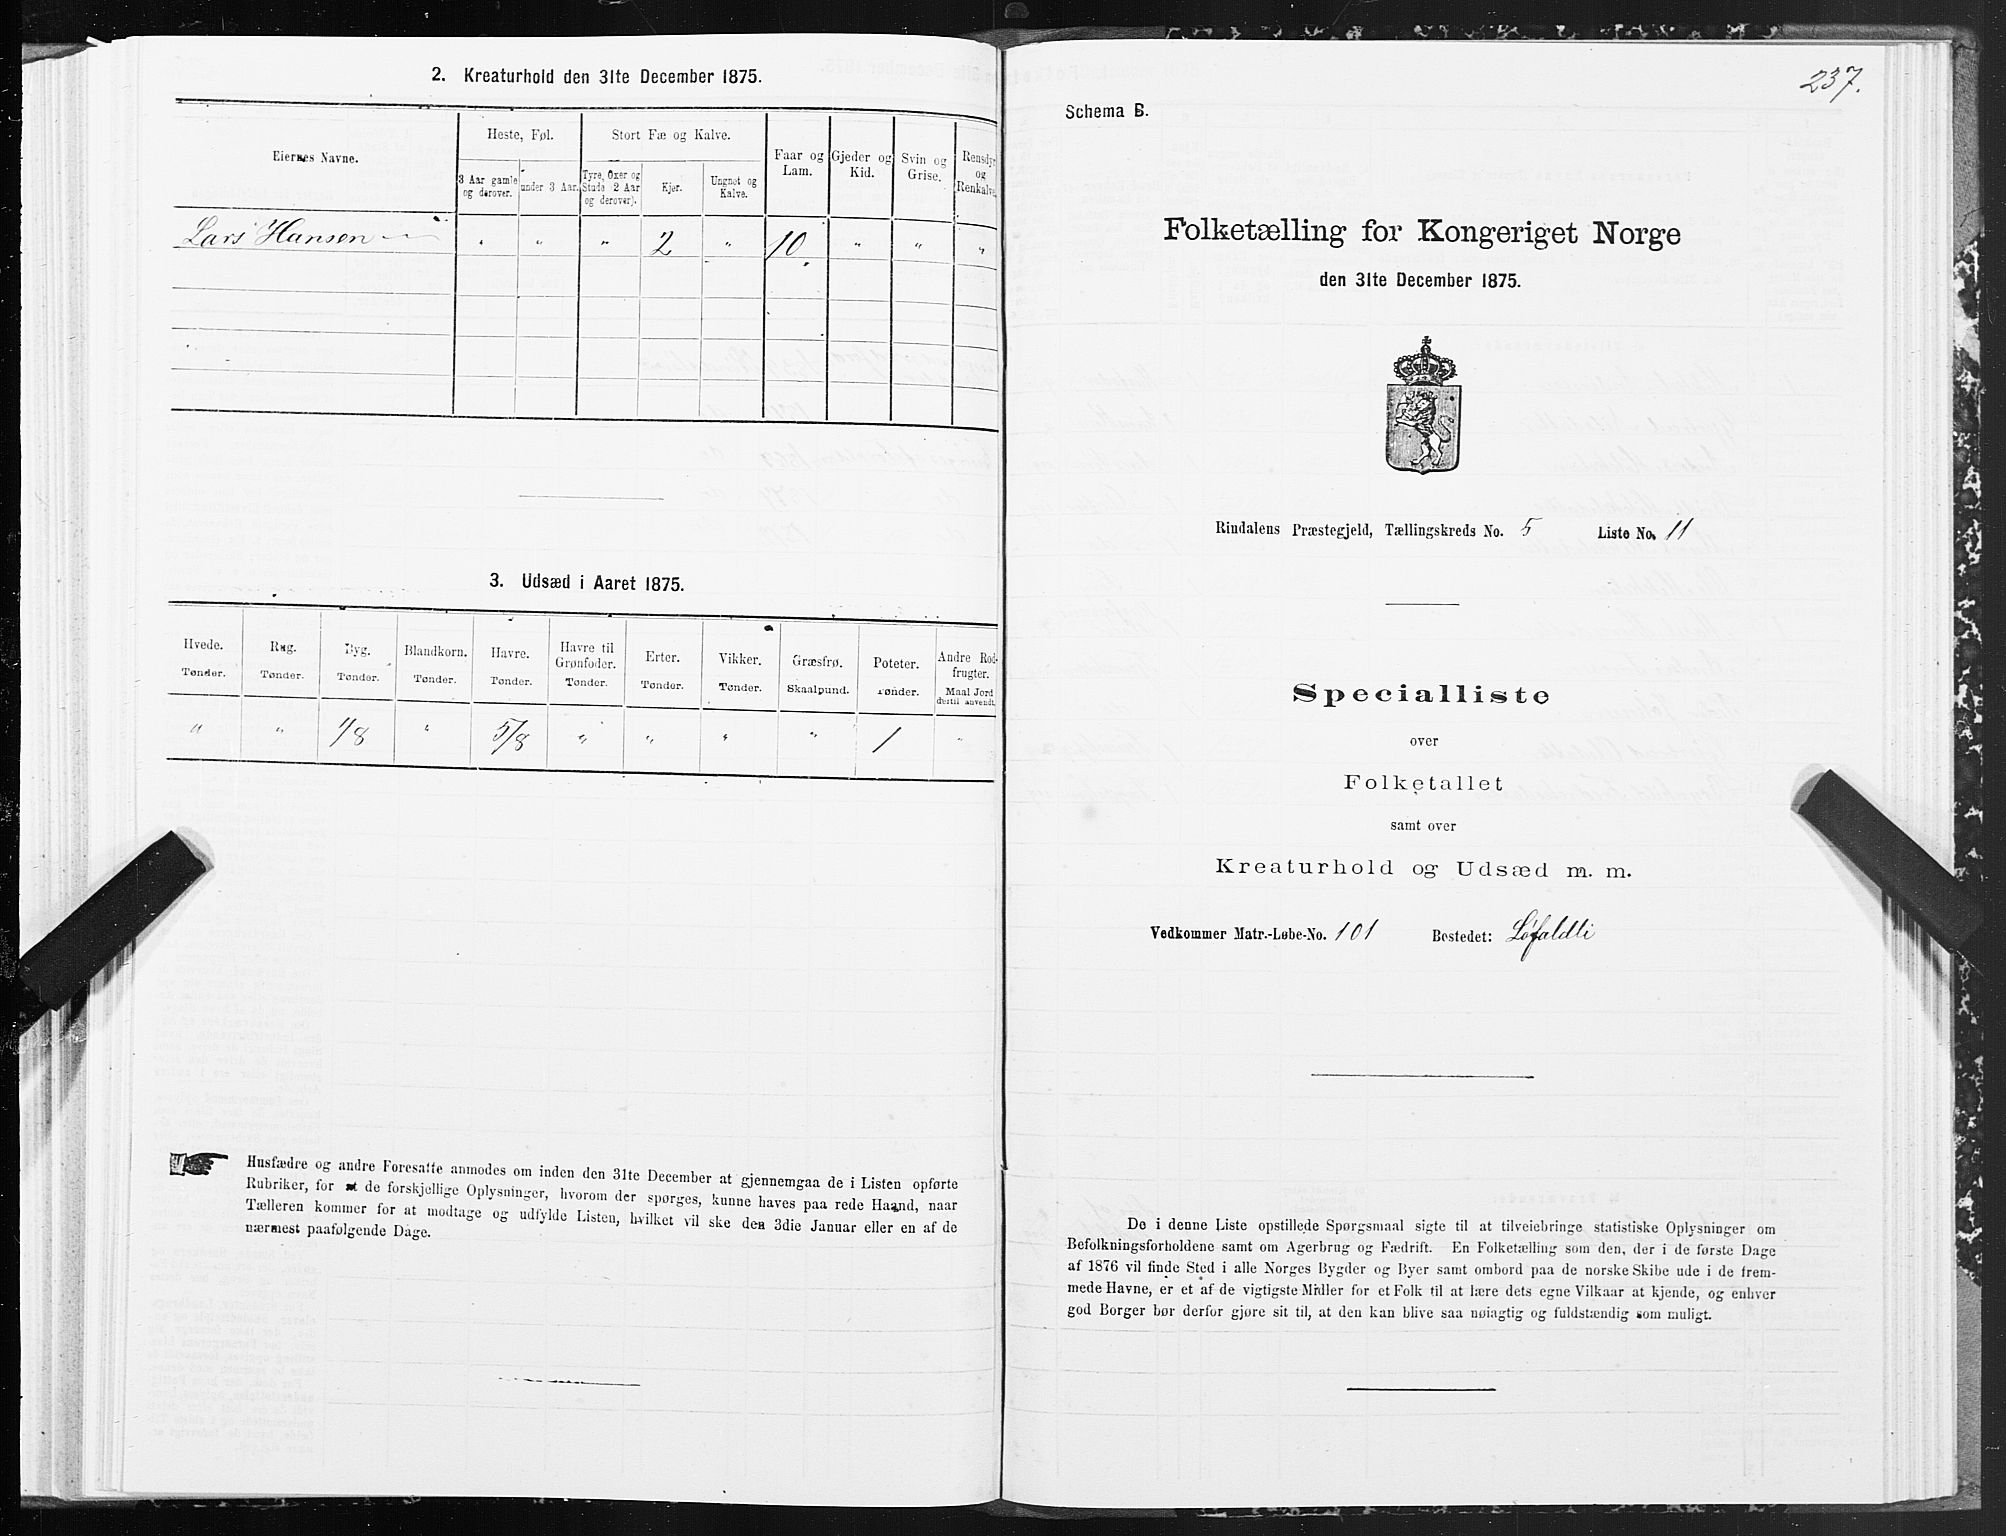 2. Kreaturhold den 31te December 1875.
Eiernes Navne.
Heste, Føl.
Stort Fæ og Kalve.
Faar og Lam.
Gjeder og Kid.
Svin og Grise.
Rensdyr og Renkalve.
3 Aar gamle og derover.
under 3 Aar.
Tyre, Oxer og Stude 2 Aar og derover).
Kjør.
Ungnøt og Kalve.
Lars Hansen — " " " 2 " 10. " " "
3. Udsæd i Aaret 1875.
Hvede. Rug. Byg. Blandkorn. Havre. Havre til Grønfoder. Erter. Vikker. Græsfrø. Poteter. Andre Rodfrugter.
Tønder. Tønder. Tønder. Tønder. Tønder. Tønder. Tønder. Tønder. Skaalpund. Tønder. Maal Jord dertil anvendt.
" " 1/8 " 5/8 " " " " 1 "
Husfædre og andre Foresatte anmodes om inden den 31te December at gjennemgaa de i Listen opførte
Rubriker, for at de forskjellige Oplysninger, hvorom der spørges, kunne haves paa rede Haand, naar
Tælleren kommer for at modtage og udfylde Listen, hvilket vil ske den 3die Januar eller en af de
nærmest paafølgende Dage.
237.
Schema B.
Folketælling for Kongeriget Norge
den 31te December 1875.
Rindalens Præstegjeld, Tællingskreds No. 5 Liste No. 11
Specialliste
over
Folketallet
samt over
Kreaturhold og Udsæd m. m.
Vedkommer Matr.-Løbe-No. 101 Bostedet: Løfaldli
De i denne Liste opstillede Spørgsmaal sigte til at tilveiebringe statistiske Oplysninger om
Befolkningsforholdene samt om Agerbrug og Fædrift. En Folketælling som den, der i de første Dage
af 1876 vil finde Sted i alle Norges Bygder og Byer samt ombord paa de norske Skibe ude i de frem-
mede Havne, er et af de vigtigste Midler for et Folk til at lære dets egne Vilkaar at kjende, og enhver
god Borger bør derfor gjøre sit til, at den kan blive saa nøiagtig og fuldstændig som muligt.